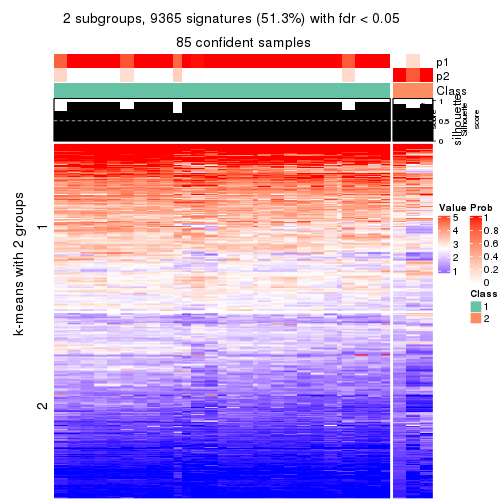 2 subgroups, 9365 signatures (51.3%) with fdr < 0.05
85 confident samples
p1
p2
Class
1
0.5
0
silhouette
Silhouette
score
k-means with 2 groups
1
2
Value
5
4
3
2
1
Prob
1
0.8
0.6
0.4
0.2
0
Class
1
2